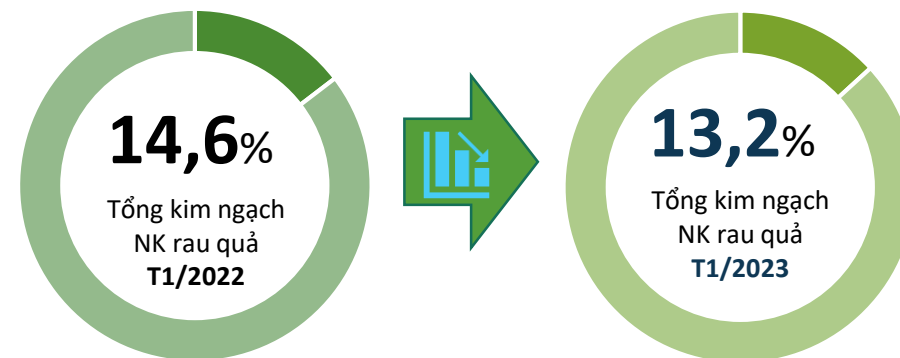 14,6%
Tổng kim ngạch
NK rau quả
T1/2022
13,2%
Tổng kim ngạch
NK rau quả
T1/2023